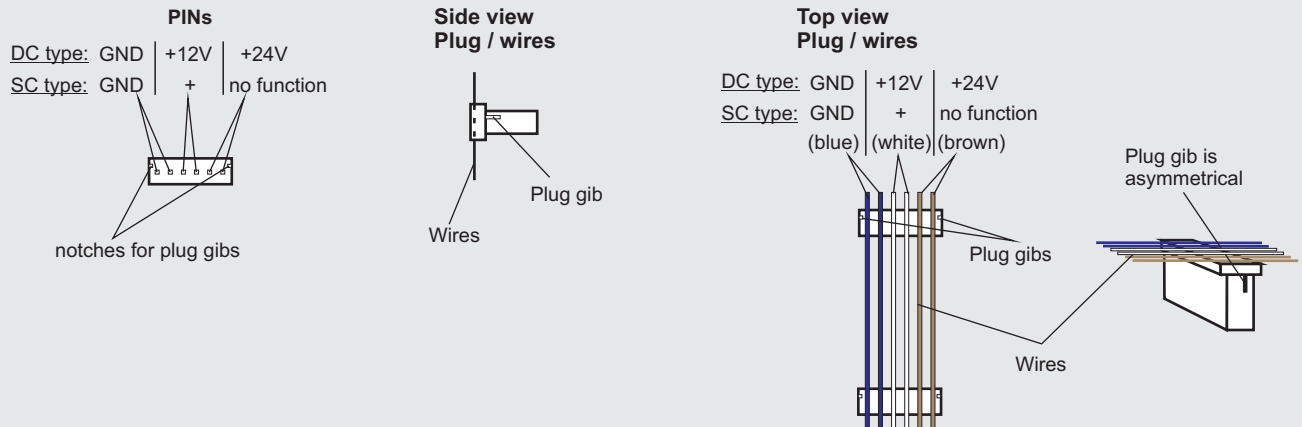 PINs
DC type: GND +12V +24V
SC type: GND + no function
notches for plug gibs
Side view
Plug / wires
Plug gib
Wires
Top view
Plug / wires
DC type: GND +12V +24V
SC type: GND + no function
(blue) (white) (brown)
Plug gibs
Plug gib is
asymmetrical
Wires